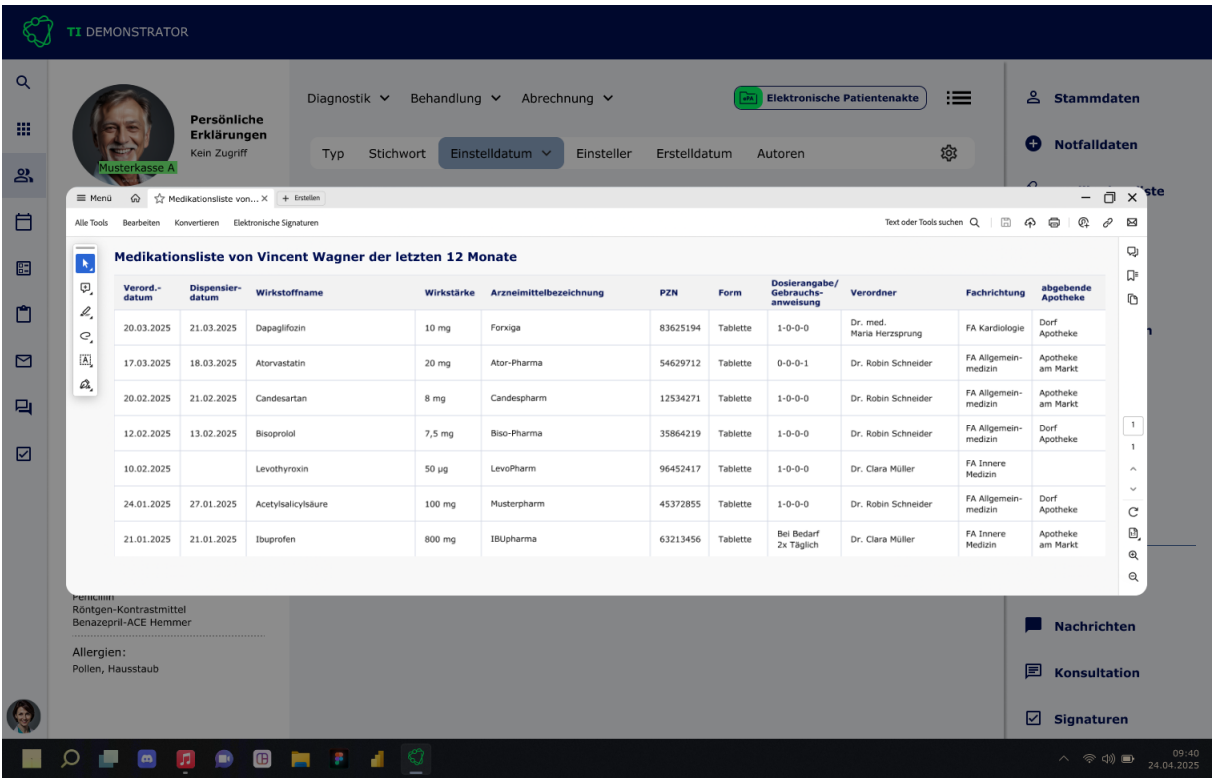 TI DEMONSTRATOR
Musterkasse A
Persönliche
Erklärungen
Kein Zugriff
Diagnostik
Behandlung
Abrechnung
ePA Elektronische Patientenakte
Typ
Stichwort
Einstelldatum
Einsteller
Erstelldatum
Autoren
Stammdaten
Notfalldaten
Menü
Medikationsliste von...
+ Erstellen
Alle Tools
Bearbeiten
Konvertieren
Elektronische Signaturen
Text oder Tools suchen
Medikationsliste von Vincent Wagner der letzten 12 Monate
Verord.-datum Dispensier-datum Wirkstoffname Wirkstärke Arzneimittelbezeichnung PZN Form Dosierangabe/Gebrauchs-anweisung Verordner Fachrichtung abgebende Apotheke
20.03.2025 21.03.2025 Dapaglifozin 10 mg Forxiga 83625194 Tablette 1-0-0-0 Dr. med. Maria Herzsprung FA Kardiologie Dorf Apotheke
17.03.2025 18.03.2025 Atorvastatin 20 mg Ator-Pharma 54629712 Tablette 0-0-0-1 Dr. Robin Schneider FA Allgemein-medizin Apotheke am Markt
20.02.2025 21.02.2025 Candesartan 8 mg Candespharm 12534271 Tablette 1-0-0-0 Dr. Robin Schneider FA Allgemein-medizin Apotheke am Markt
12.02.2025 13.02.2025 Bisoprolol 7,5 mg Biso-Pharma 35864219 Tablette 1-0-0-0 Dr. Robin Schneider FA Allgemein-medizin Dorf Apotheke
10.02.2025 Levothyroxin 50 µg LevoPharm 96452417 Tablette 1-0-0-0 Dr. Clara Müller FA Innere Medizin
24.01.2025 27.01.2025 Acetylsalicylsäure 100 mg Musterpharm 45372855 Tablette 1-0-0-0 Dr. Robin Schneider FA Allgemein-medizin Dorf Apotheke
21.01.2025 21.01.2025 Ibuprofen 800 mg IBUpharma 63213456 Tablette Bei Bedarf 2x Täglich Dr. Clara Müller FA Innere Medizin Apotheke am Markt
1
1
Penicillin
Röntgen-Kontrastmittel
Benazepril-ACE Hemmer
Allergien:
Pollen, Hausstaub
Nachrichten
Konsultation
Signaturen
09:40
24.04.2025